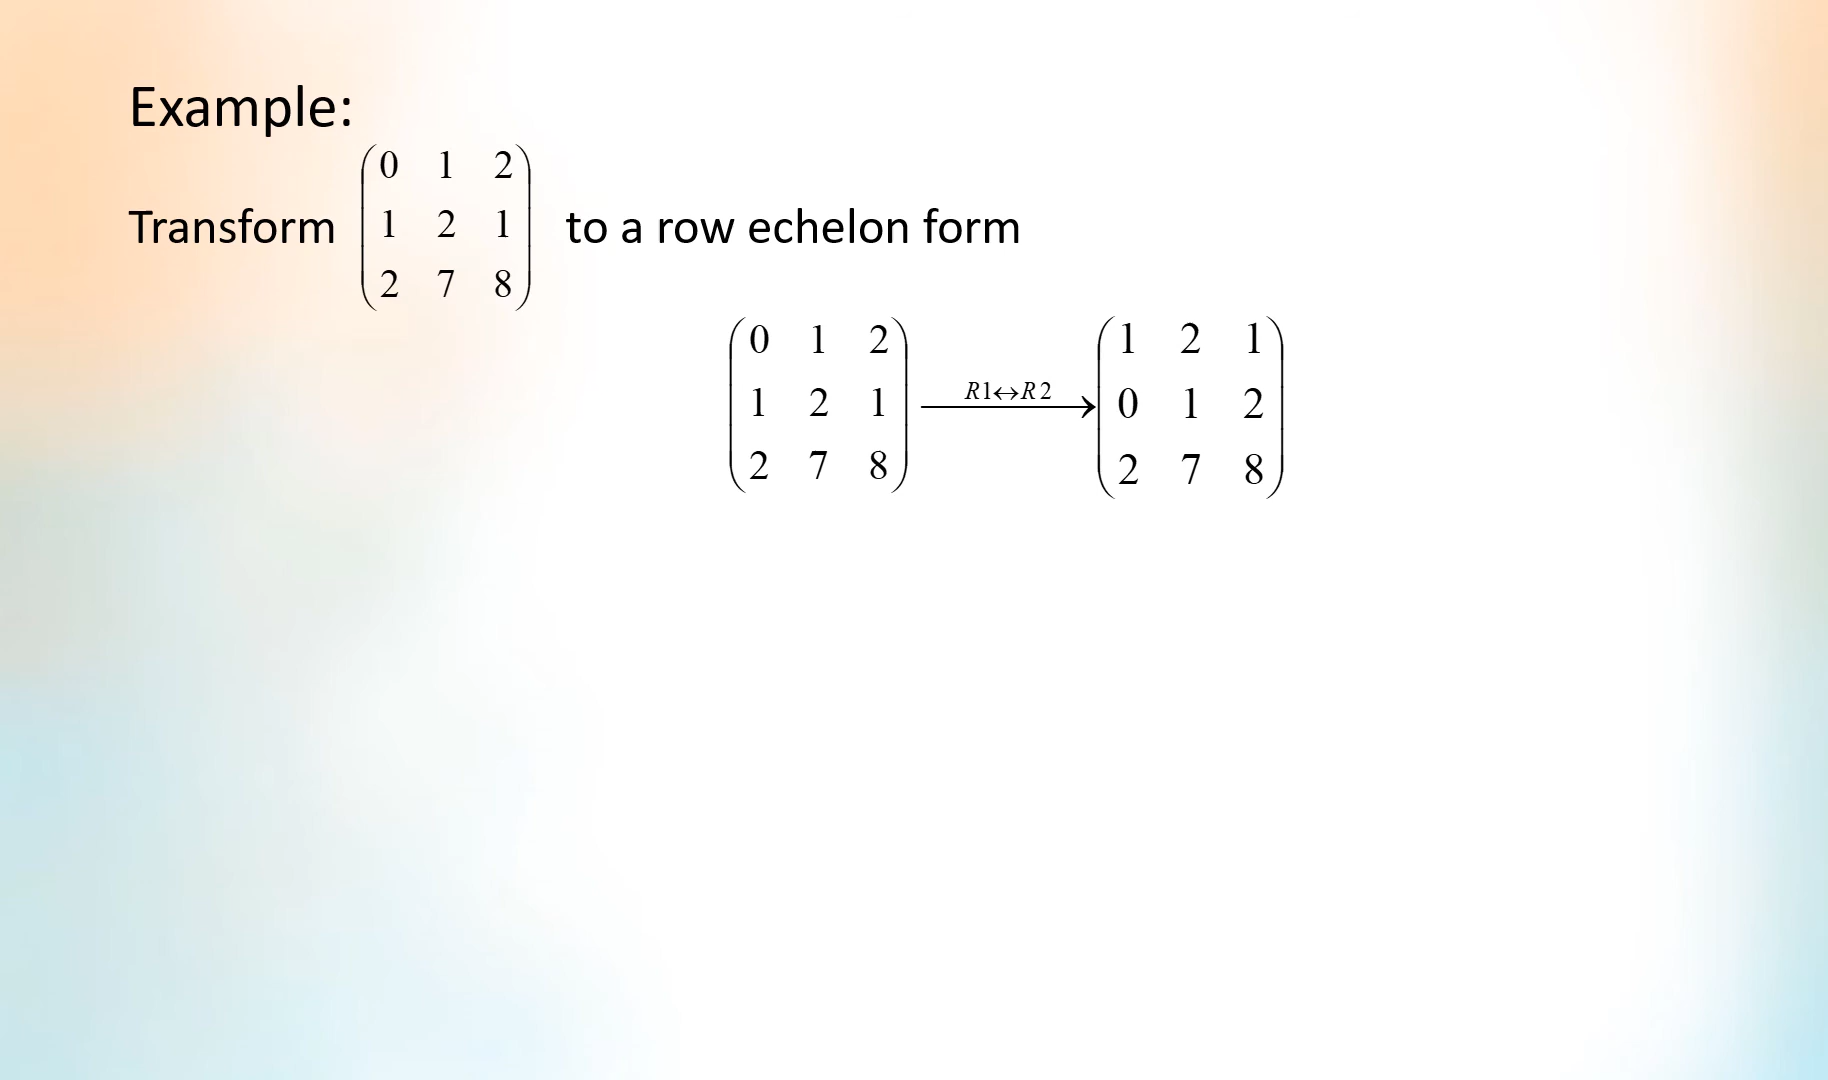 Example:
Transform (0 1 2
1 2 1
2 7 8) to a row echelon form
(0 1 2
1 2 1
2 7 8) R1↔R2 → (1 2 1
0 1 2
2 7 8)